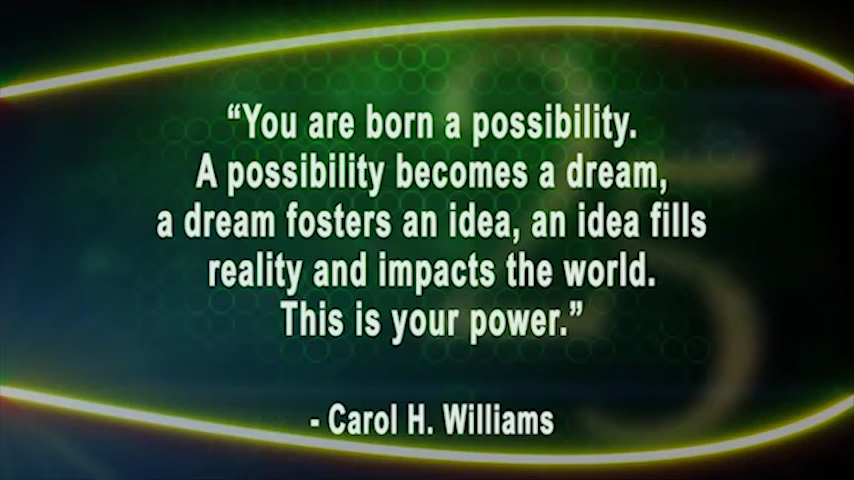 “You are born a possibility.
A possibility becomes a dream,
a dream fosters an idea, an idea fills
reality and impacts the world.
This is your power.”
- Carol H. Williams